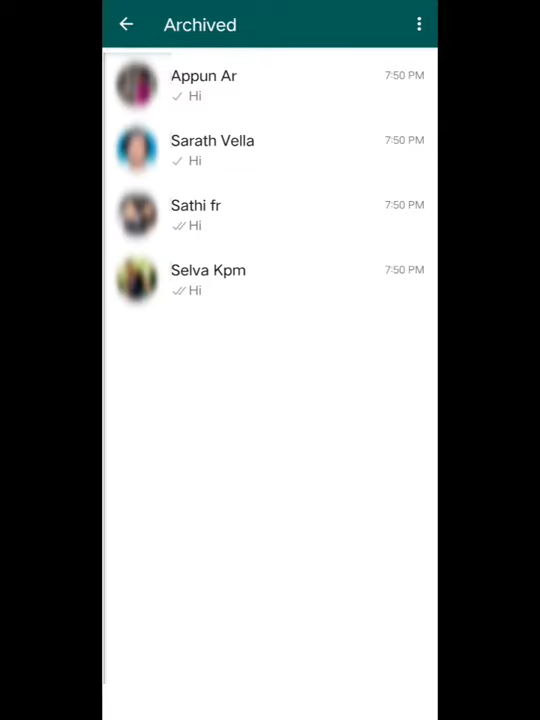 Archived
Appun Ar 7:50 PM
Hi
Sarath Vella 7:50 PM
Hi
Sathi fr 7:50 PM
Hi
Selva Kpm 7:50 PM
Hi